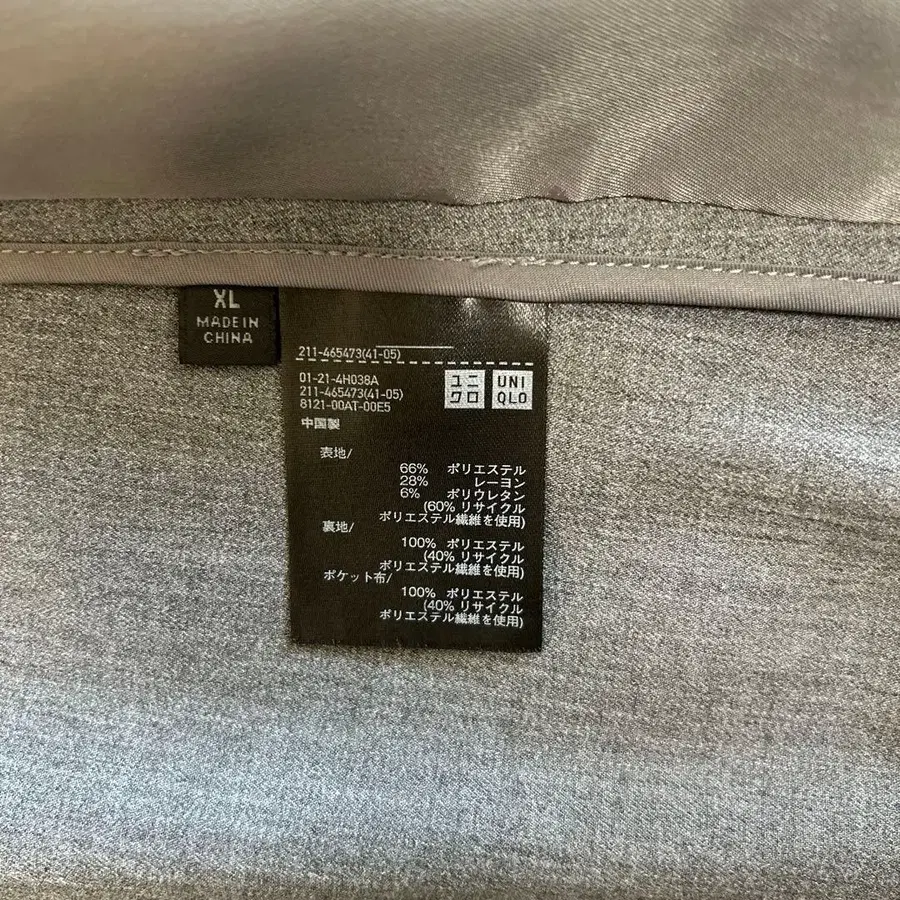 XL
MADE IN
CHINA
211-465473(41-05)
01-21-4H038A
211-465473(41-05)
8121-00AT-00E5
ユニ
クロ
UNI
QLO
中国製
表地/
66% ポリエステル
28% レーヨン
6% ポリウレタン
(60% リサイクル
ポリエステル繊維を使用)
裏地/
100% ポリエステル
(40% リサイクル
ポリエステル繊維を使用)
ポケット布/
100% ポリエステル
(40% リサイクル
ポリエステル繊維を使用)